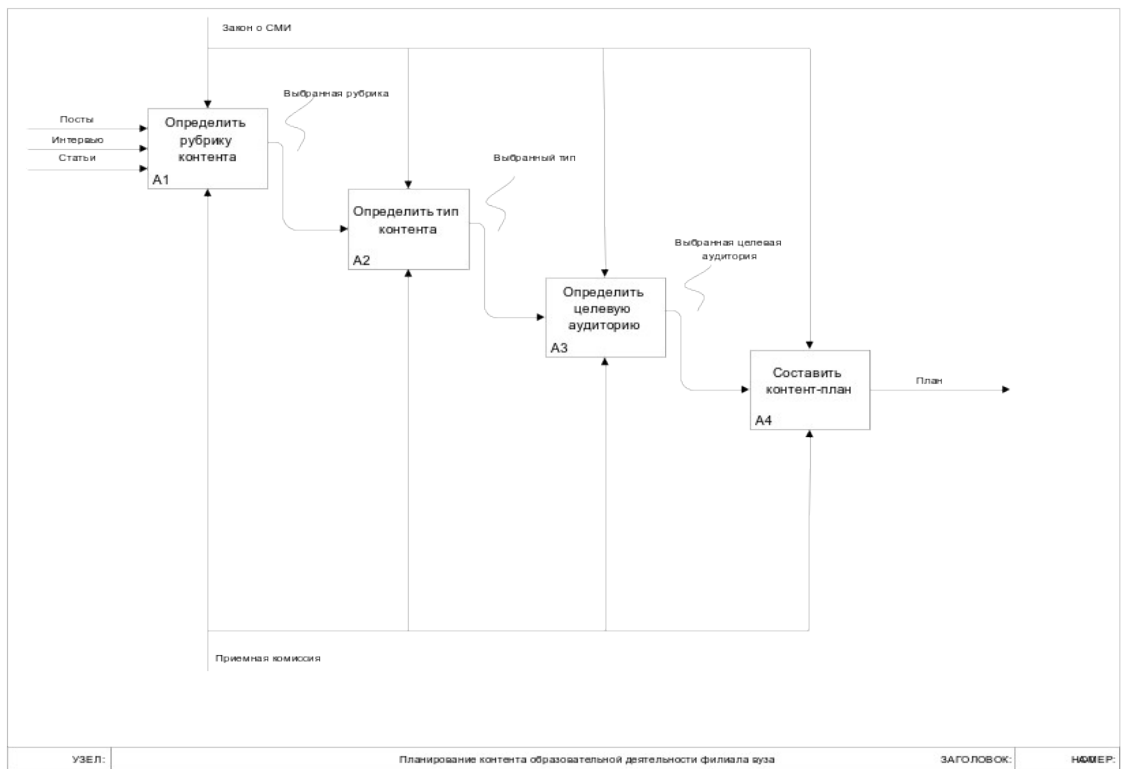 Закон о СМИ
Выбранная рубрика
Посты
Интервью
Статьи
Определить
рубрику
контента
A1
Выбранный тип
Определить тип
контента
A2
Выбранная целевая
аудитория
Определить
целевую
аудиторию
A3
Составить
контент-план
A4
План
Приемная комиссия
УЗЕЛ:
Планирование контента образовательной деятельности филиала вуза
ЗАГОЛОВОК:
НОМЕР: